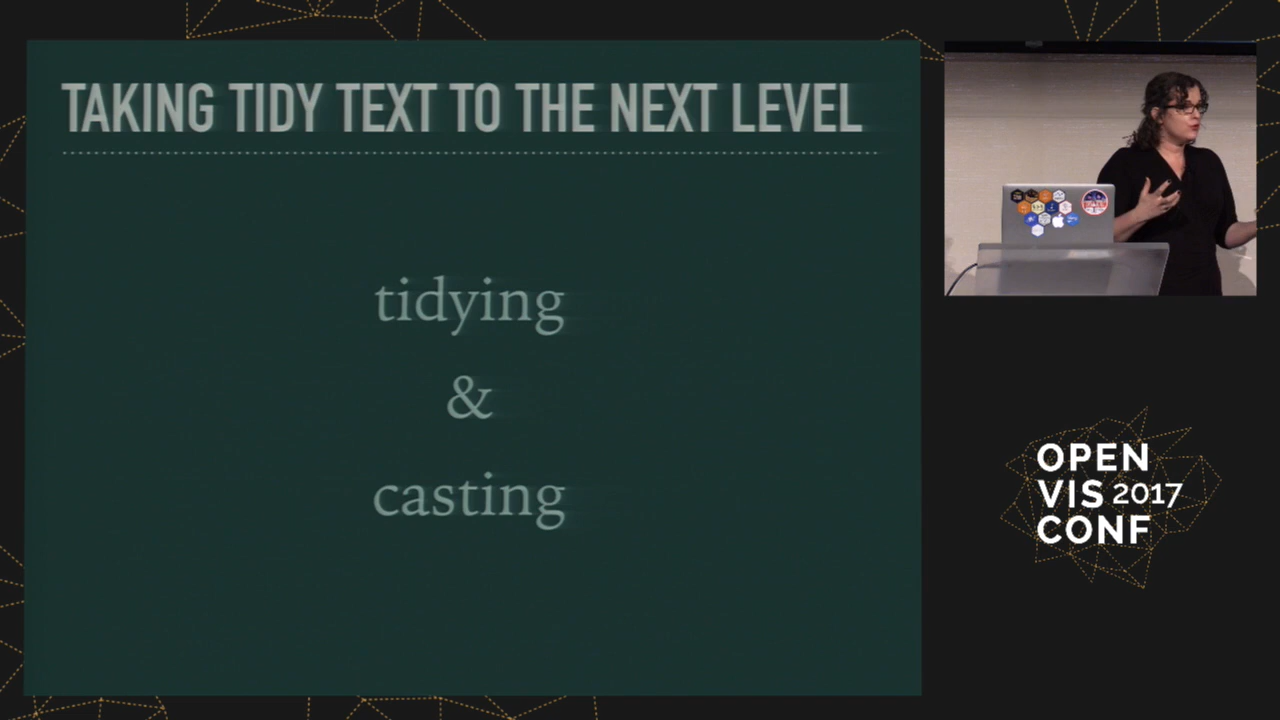 TAKING TIDY TEXT TO THE NEXT LEVEL
tidying
&
casting
OPEN
VIS 2017
CONF